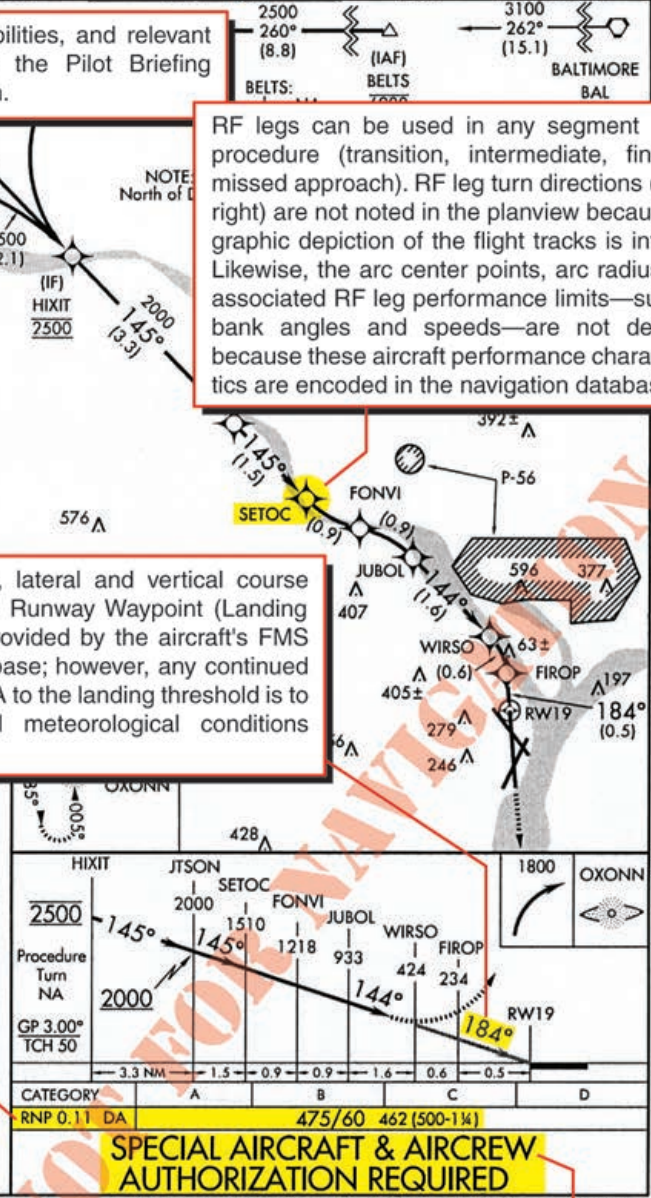 bilities, and relevant
the Pilot Briefing
2500
260°
(8.8)
(IAF)
BELTS
BELTS:
3100
262°
(15.1)
BALTIMORE
BAL
RF legs can be used in any segment
procedure (transition, intermediate, fin
missed approach). RF leg turn directions (
right) are not noted in the planview becau
graphic depiction of the flight tracks is in
Likewise, the arc center points, arc radiu
associated RF leg performance limits—su
bank angles and speeds—are not de
because these aircraft performance chara
tics are encoded in the navigation databa
NOTE:
North of D
500
2.1)
(IF)
HIXIT
2500
2000
145°
(3.3)
392±
145°
(1.5)
P-56
SETOC
FONVI
(0.9)
(0.9)
576
JUBOL
144°
(1.6)
596
377
407
, lateral and vertical course
Runway Waypoint (Landing
rovided by the aircraft's FMS
base; however, any continued
A to the landing threshold is to
l meteorological conditions
WIRSO
63±
(0.6)
FIROP
405±
197
RW19
184°
(0.5)
279
246
6
OXONN
005°
428
HIXIT
JTSON
2000
SETOC
1510
FONVI
1218
JUBOL
933
WIRSO
424
FIROP
234
RW19
1800
OXONN
2500
145°
145°
144°
184°
2000
Procedure
Turn
NA
GP 3.00°
TCH 50
3.3 NM
1.5
0.9
0.9
1.6
0.6
0.5
CATEGORY A B C D
RNP 0.11 DA 475/60 462 (500-1¼)
SPECIAL AIRCRAFT & AIRCREW
AUTHORIZATION REQUIRED
NOT FOR NAVIGATION